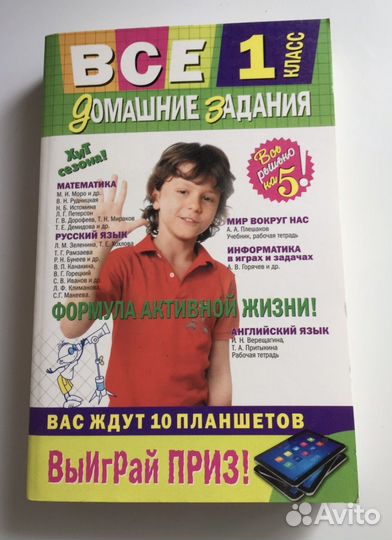 ВСЕ 1 КЛАСС
домашние задания
Хит
сезона!
Все
решено
на 5!
МАТЕМАТИКА
М. И. Моро и др.
В. Н. Рудницкая
Н. Б. Истомина
Л. Г. Петерсон
Г. В. Дорофеев, Т. Н. Миракова
Т. Е. Демидова и др.
РУССКИЙ ЯЗЫК
Л. М. Зеленина, Т. Е. Хохлова
Т. Г. Рамзаева
Р. Н. Бунеев и др.
В. П. Канакина,
В. Г. Горецкий
С. В. Иванов и др.
Л. Ф. Климанова,
С.Г. Макеева.
МИР ВОКРУГ НАС
А. А. Плешаков
Учебник, рабочая тетрадь
ИНФОРМАТИКА
в играх и задачах
А. В. Горячев и др.
ФОРМУЛА АКТИВНОЙ ЖИЗНИ!
АНГЛИЙСКИЙ ЯЗЫК
И. Н. Верещагина,
Т. А. Притыкина
Рабочая тетрадь
ВАС ЖДУТ 10 ПЛАНШЕТОВ
ВЫИГРАЙ ПРИЗ!
Avito